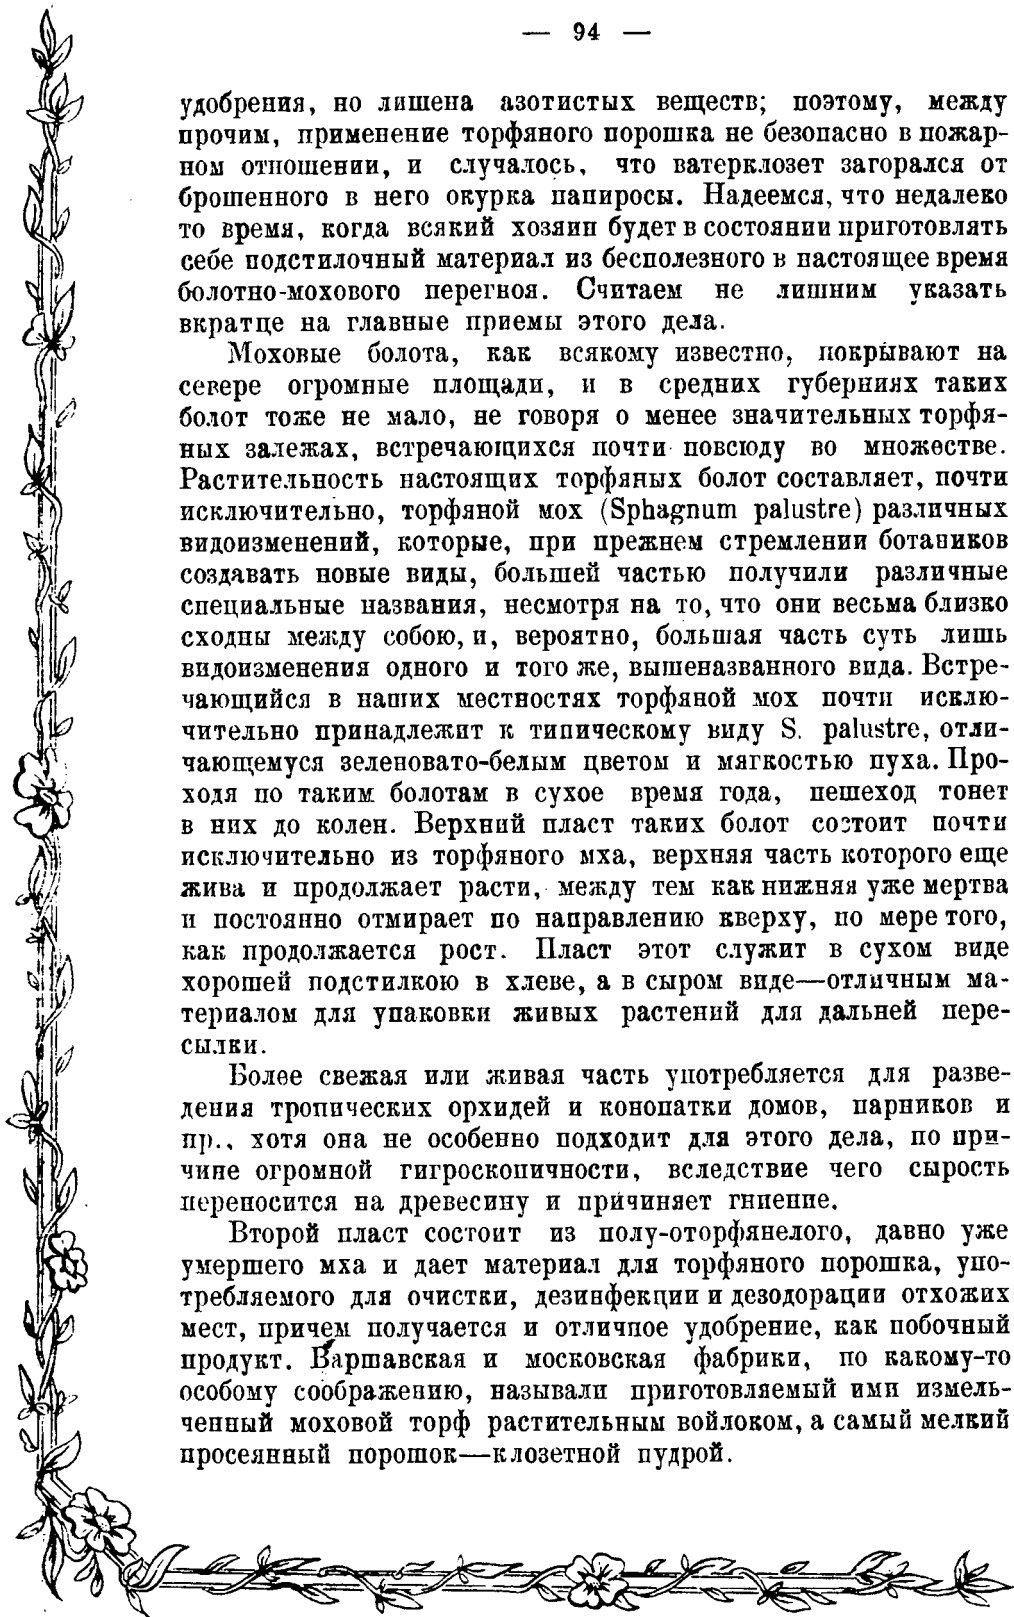 — 94 —
удобрения, но лишена азотистых веществ; поэтому, между
прочим, применение торфяного порошка не безопасно в пожар-
ном отношении, и случалось, что ватерклозет загорался от
брошенного в него окурка папиросы. Надеемся, что недалеко
то время, когда всякий хозяин будет в состоянии приготовлять
себе подстилочный материал из бесполезного в настоящее время
болотно-мохового перегноя. Считаем не лишним указать
вкратце на главные приемы этого дела.
Моховые болота, как всякому известно, покрывают на
севере огромные площади, и в средних губерниях таких
болот тоже не мало, не говоря о менее значительных торфя-
ных залежах, встречающихся почти повсюду во множестве.
Растительность настоящих торфяных болот составляет, почти
исключительно, торфяной мох (Sphagnum palustre) различных
видоизменений, которые, при прежнем стремлении ботаников
создавать новые виды, большей частью получили различные
специальные названия, несмотря на то, что они весьма близко
сходны между собою, и, вероятно, большая часть суть лишь
видоизменения одного и того же, вышеназванного вида. Встре-
чающийся в наших местностях торфяной мох почти исклю-
чительно принадлежит к типическому виду S. palustre, отли-
чающемуся зеленовато-белым цветом и мягкостью пуха. Про-
ходя по таким болотам в сухое время года, пешеход тонет
в них до колен. Верхний пласт таких болот состоит почти
исключительно из торфяного мха, верхняя часть которого еще
жива и продолжает расти, между тем как нижняя уже мертва
и постоянно отмирает по направлению кверху, по мере того,
как продолжается рост. Пласт этот служит в сухом виде
хорошей подстилкою в хлеве, а в сыром виде—отличным ма-
териалом для упаковки живых растений для дальней пере-
сылки.
Более свежая или живая часть употребляется для разве-
дения тропических орхидей и конопатки домов, парников и
пр., хотя она не особенно подходит для этого дела, по при-
чине огромной гигроскопичности, вследствие чего сырость
переносится на древесину и причиняет гниение.
Второй пласт состоит из полу-оторфянелого, давно уже
умершего мха и дает материал для торфяного порошка, упо-
требляемого для очистки, дезинфекции и дезодорации отхожих
мест, причем получается и отличное удобрение, как побочный
продукт. Варшавская и московская фабрики, по какому-то
особому соображению, называли приготовляемый ими измель-
ченный моховой торф растительным войлоком, а самый мелкий
просеянный порошок—клозетной пудрой.